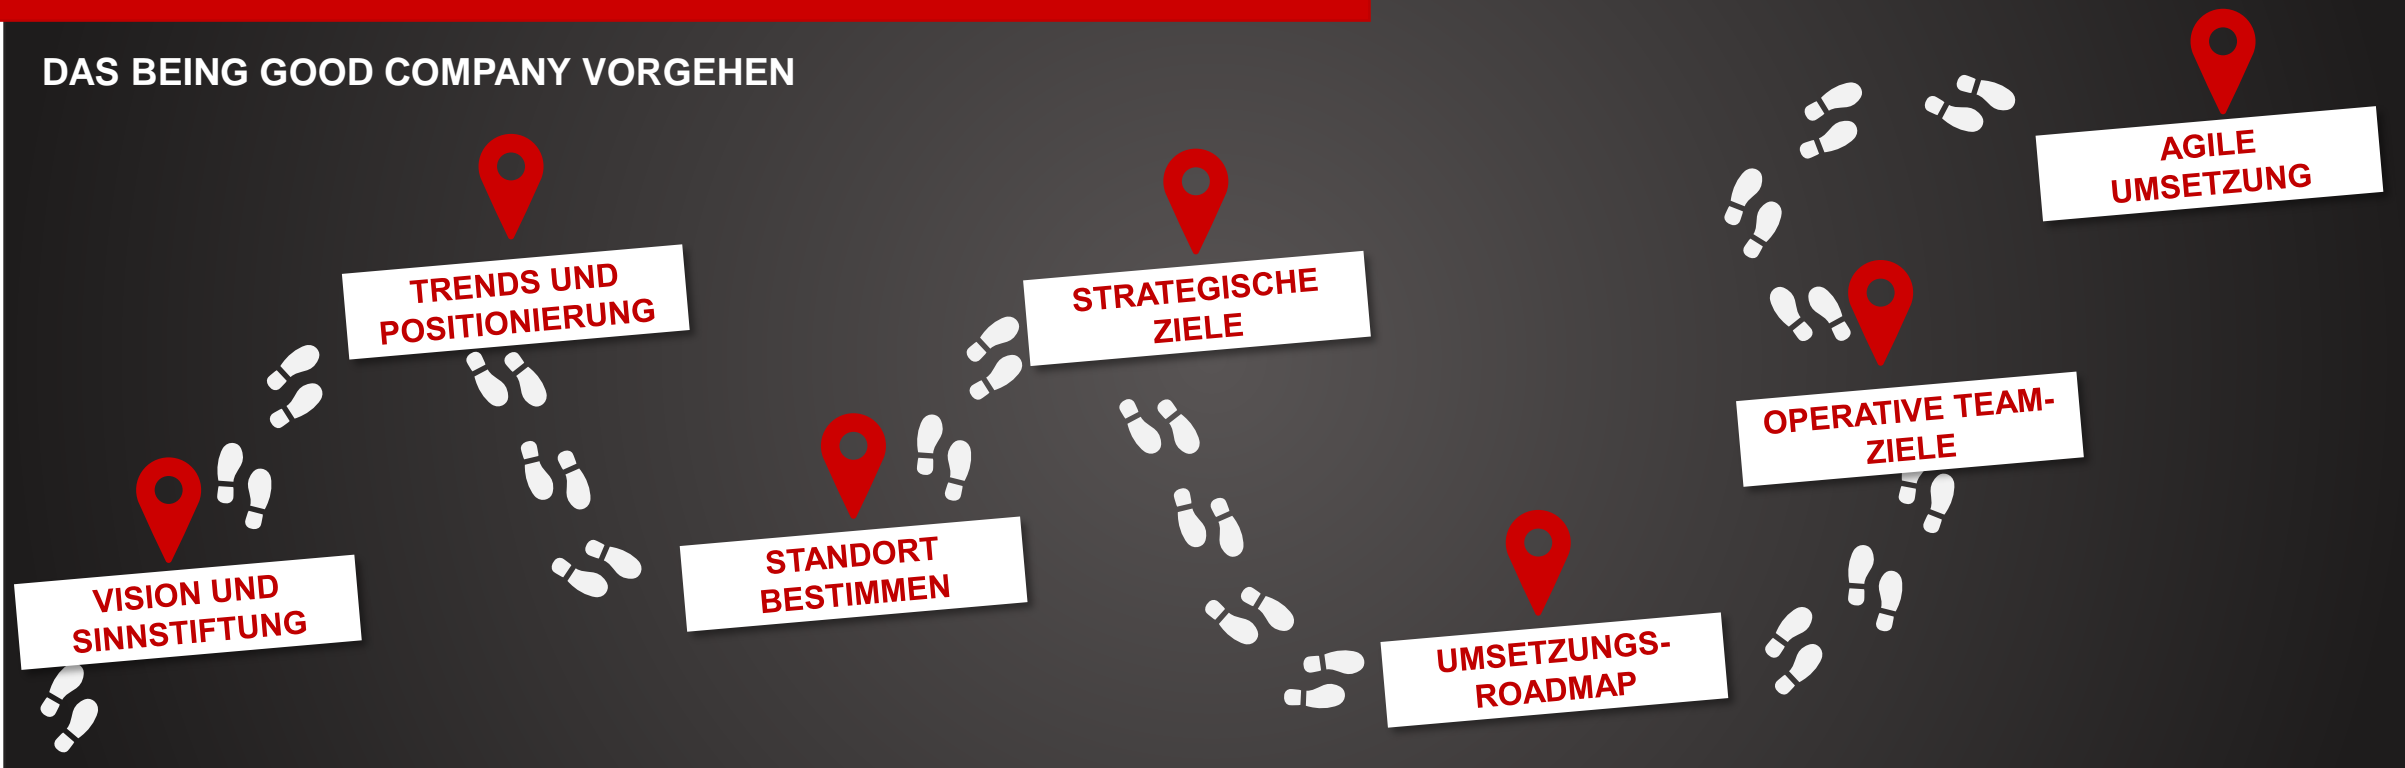 DAS BEING GOOD COMPANY VORGEHEN
VISION UND
SINNSTIFTUNG
TRENDS UND
POSITIONIERUNG
STANDORT
BESTIMMEN
STRATEGISCHE
ZIELE
UMSETZUNGS-
ROADMAP
OPERATIVE TEAM-
ZIELE
AGILE
UMSETZUNG